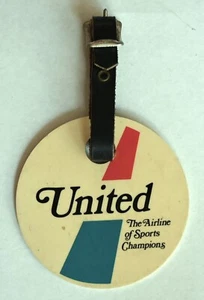 United
The Airline
of Sports
Champions